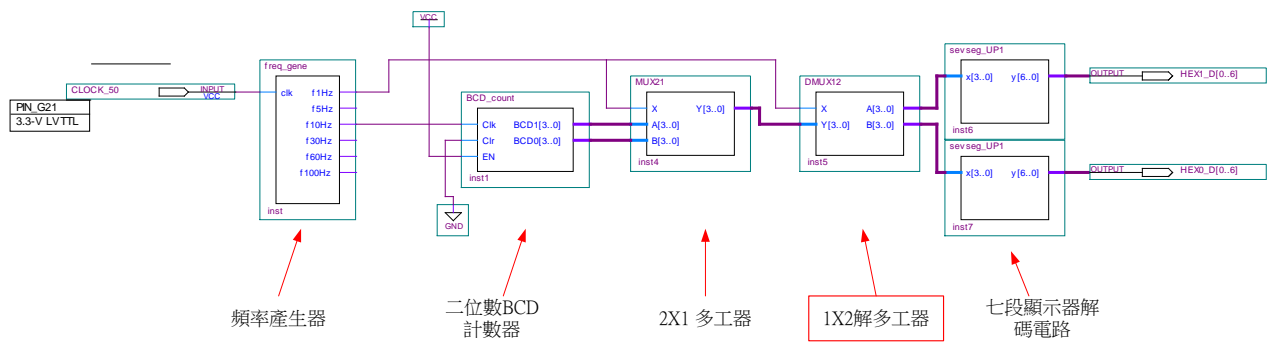 VCC
freq_gene
CLOCK_50
INPUT
VCC
PIN_G21
3.3-V LVTTL
clk
f1Hz
f5Hz
f10Hz
f30Hz
f60Hz
f100Hz
inst
BCD_count
Clk
Clr
EN
BCD1[3..0]
BCD0[3..0]
inst1
GND
MUX21
X
A[3..0]
B[3..0]
Y[3..0]
inst4
DMUX12
X
Y[3..0]
A[3..0]
B[3..0]
inst5
sevseg_UP1
x[3..0]
y[6..0]
inst6
OUTPUT
HEX1_D[0..6]
sevseg_UP1
x[3..0]
y[6..0]
inst7
OUTPUT
HEX0_D[0..6]
頻率產生器
二位數BCD
計數器
2X1 多工器
1X2解多工器
七段顯示器解
碼電路